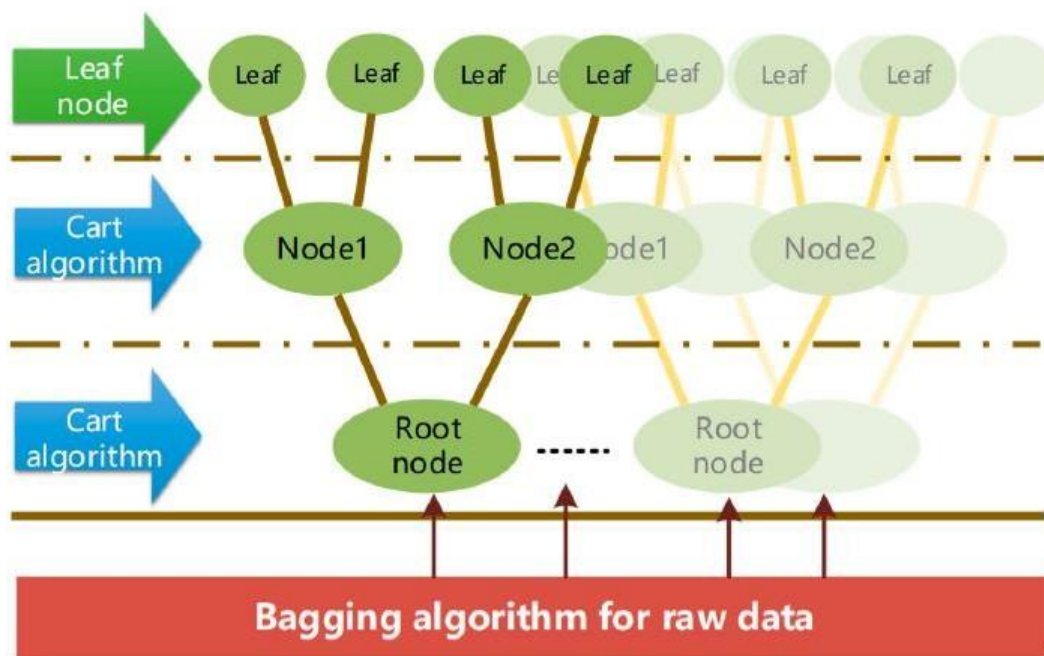 Leaf
node
Leaf
Leaf
Leaf
Leaf
Leaf
Leaf
Leaf
Cart
algorithm
Node1
Node2
Node2
Cart
algorithm
Root
node
......
Root
node
Bagging algorithm for raw data